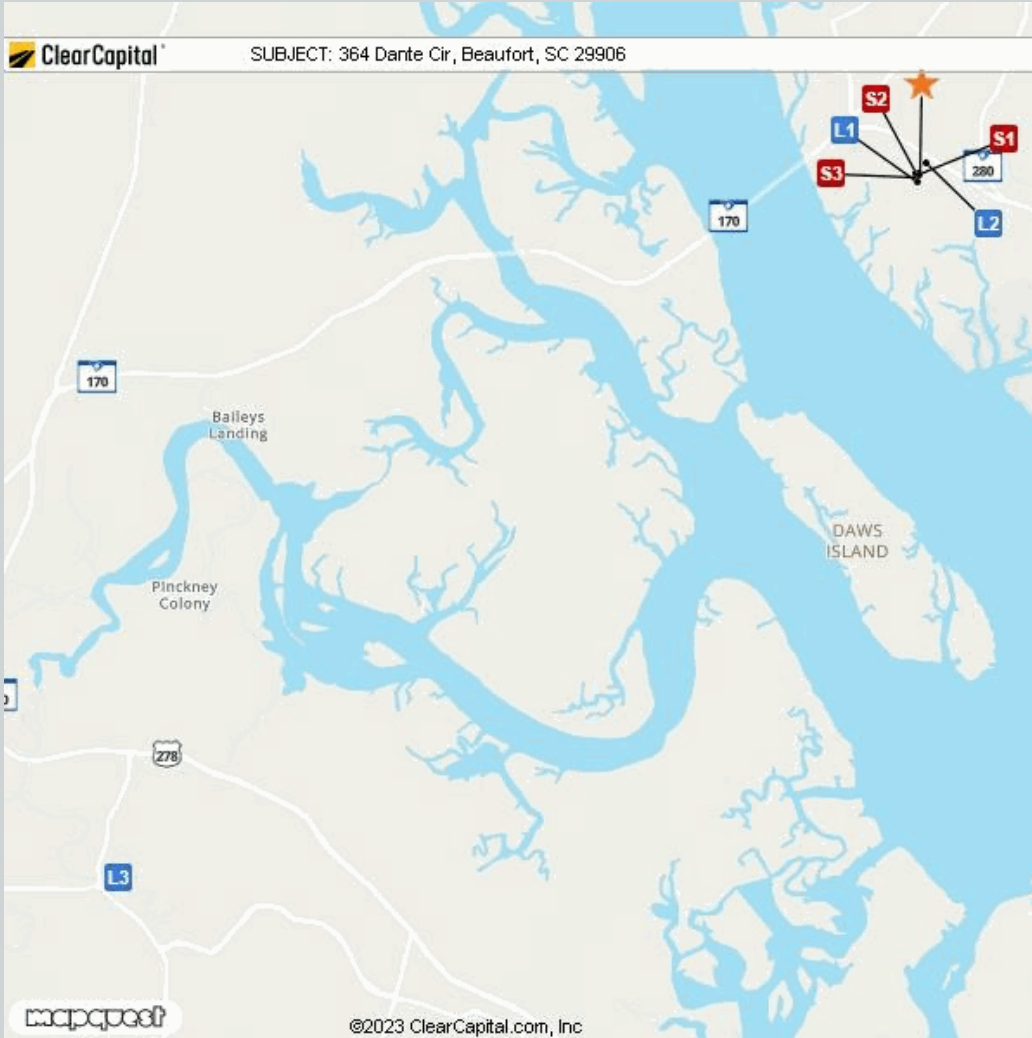 ClearCapital
SUBJECT: 364 Dante Cir, Beaufort, SC 29906
S2
L1
S1
S3
280
170
L2
170
Baileys
Landing
DAWS
ISLAND
Pinckney
Colony
278
L3
mapquest
©2023 ClearCapital.com, Inc